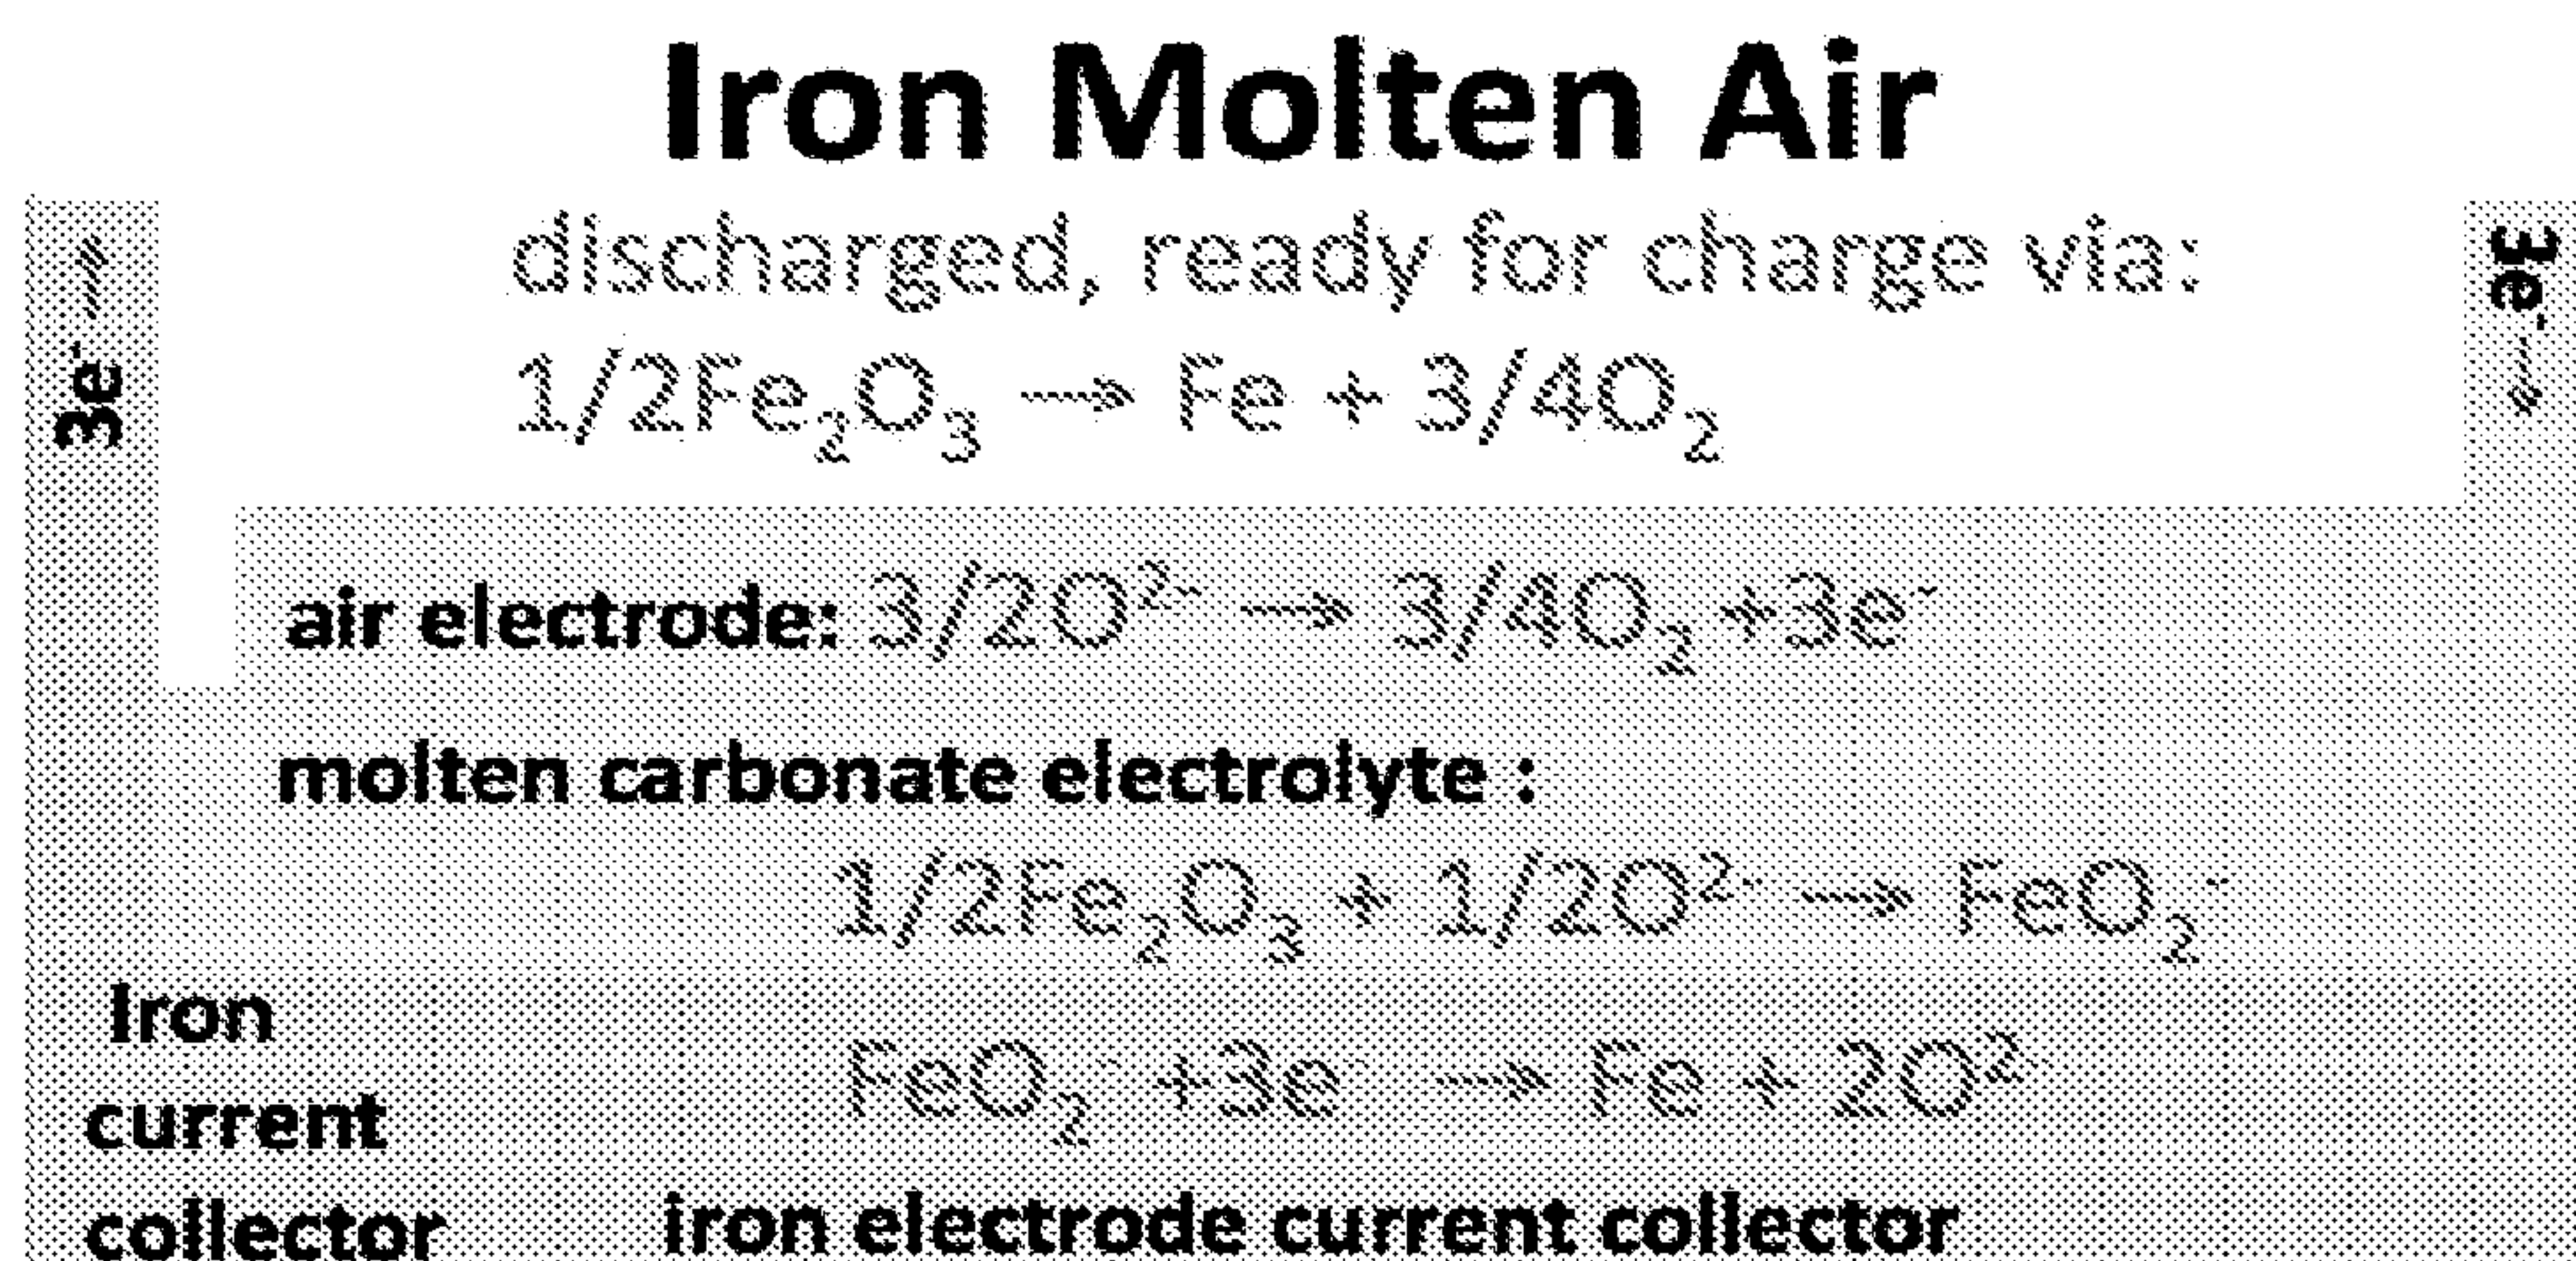 Iron Molten Air
3e⁻ →
discharged, ready for charge via:
3e⁻ →
1/2Fe₂O₃ → Fe + 3/4O₂
air electrode: 3/2O²⁻ → 3/4O₂ +3e⁻
molten carbonate electrolyte :
1/2Fe₂O₃ + 1/2O²⁻ → FeO₂⁻
FeO₂⁻ +3e⁻ → Fe + 2O²⁻
Iron
current
collector
iron electrode current collector